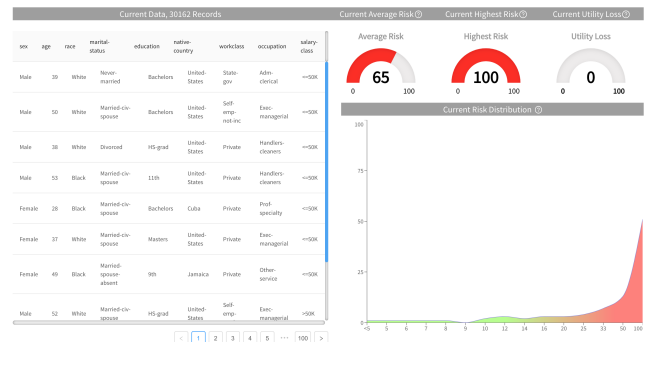 Current Data, 30162 Records
Current Average Risk ?
Current Highest Risk ?
Current Utility Loss ?
sex age race marital-status education native-country workclass occupation salary-class
Male 39 White Never-married Bachelors United-States State-gov Adm-clerical <=50K
Male 50 White Married-civ-spouse Bachelors United-States Self-emp-not-inc Exec-managerial <=50K
Male 38 White Divorced HS-grad United-States Private Handlers-cleaners <=50K
Male 53 Black Married-civ-spouse 11th United-States Private Handlers-cleaners <=50K
Female 28 Black Married-civ-spouse Bachelors Cuba Private Prof-specialty <=50K
Female 37 White Married-civ-spouse Masters United-States Private Exec-managerial <=50K
Female 49 Black Married-spouse-absent 9th Jamaica Private Other-service <=50K
Male 52 White Married-civ-spouse HS-grad United-States Self-emp- Exec-managerial >50K
< 1 2 3 4 5 ••• 100 >
Average Risk
65
0 100
Highest Risk
100
0 100
Utility Loss
0
0 100
Current Risk Distribution ?
100
75
50
25
0
<5 5 6 7 8 9 10 12 14 16 20 25 33 50 100